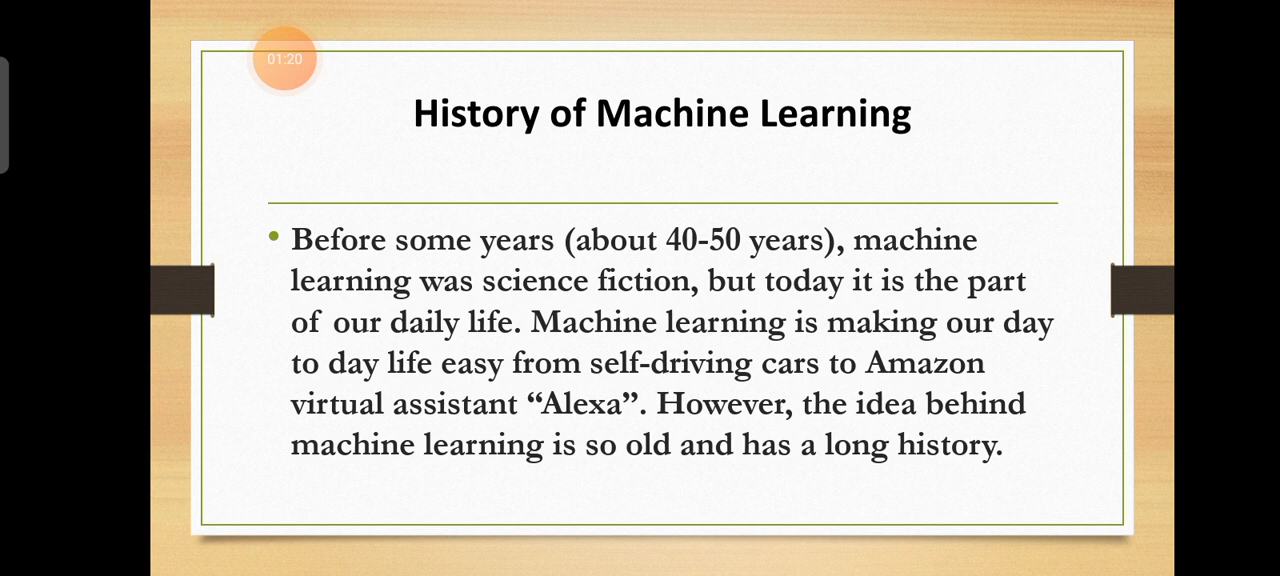 01:20
History of Machine Learning
• Before some years (about 40-50 years), machine
learning was science fiction, but today it is the part
of our daily life. Machine learning is making our day
to day life easy from self-driving cars to Amazon
virtual assistant “Alexa”. However, the idea behind
machine learning is so old and has a long history.